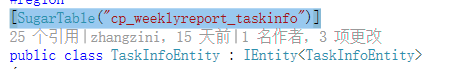 #region
[SugarTable("cp_weeklyreport_taskinfo")]
25 个引用|zhangzini，15 天前|1 名作者，3 项更改
public class TaskInfoEntity : IEntity<TaskInfoEntity>